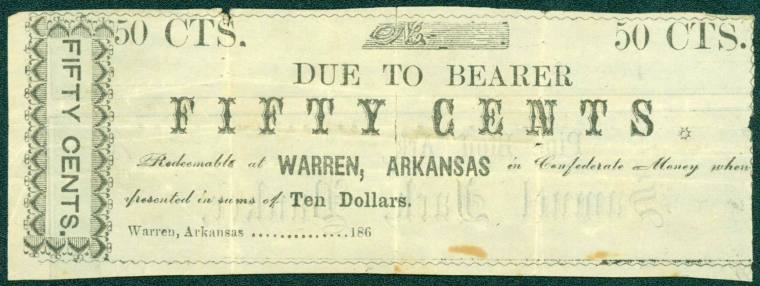 50 CTS. No. 50 CTS.
FIFTY CENTS.
DUE TO BEARER
FIFTY CENTS.
Redeemable at WARREN, ARKANSAS in Confederate Money when
presented in sums of Ten Dollars.
Warren, Arkansas ...............186